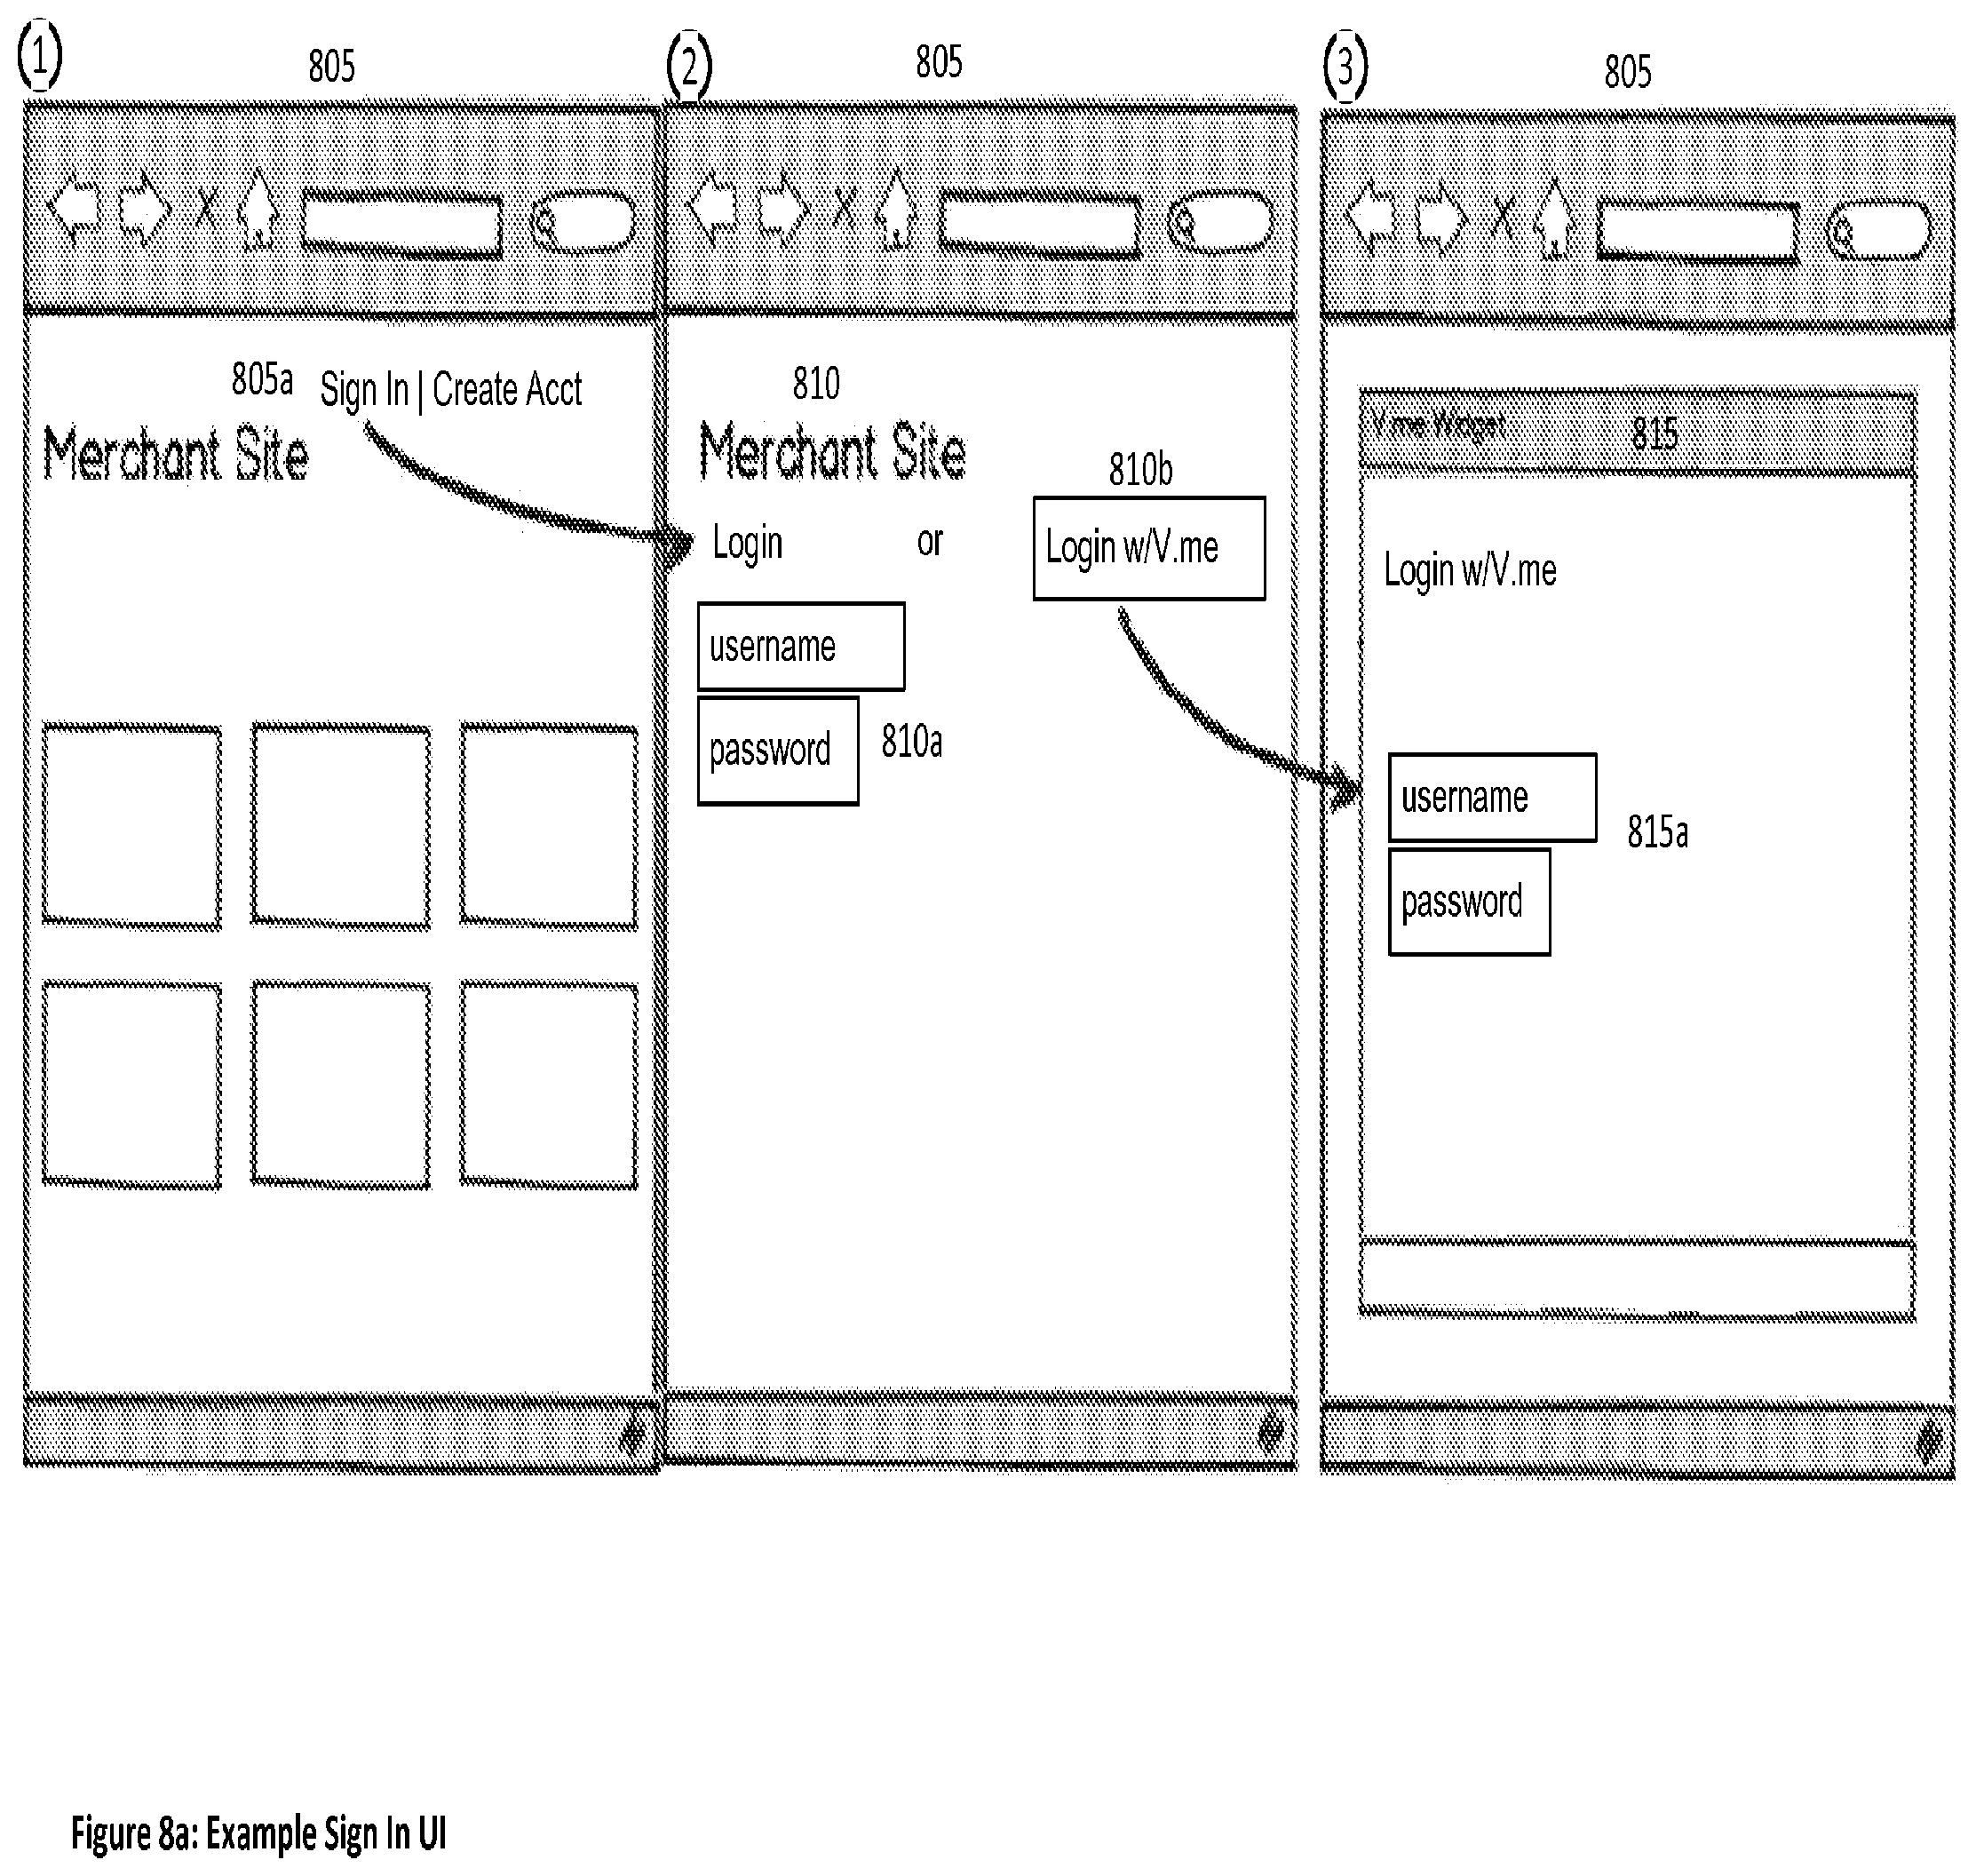 1
805
805a
Sign In | Create Acct
Merchant Site
2
805
810
Merchant Site
810b
Login or
Login w/V.me
username
password
810a
3
805
V.me Widget
815
Login w/V.me
username
815a
password
Figure 8a: Example Sign In UI